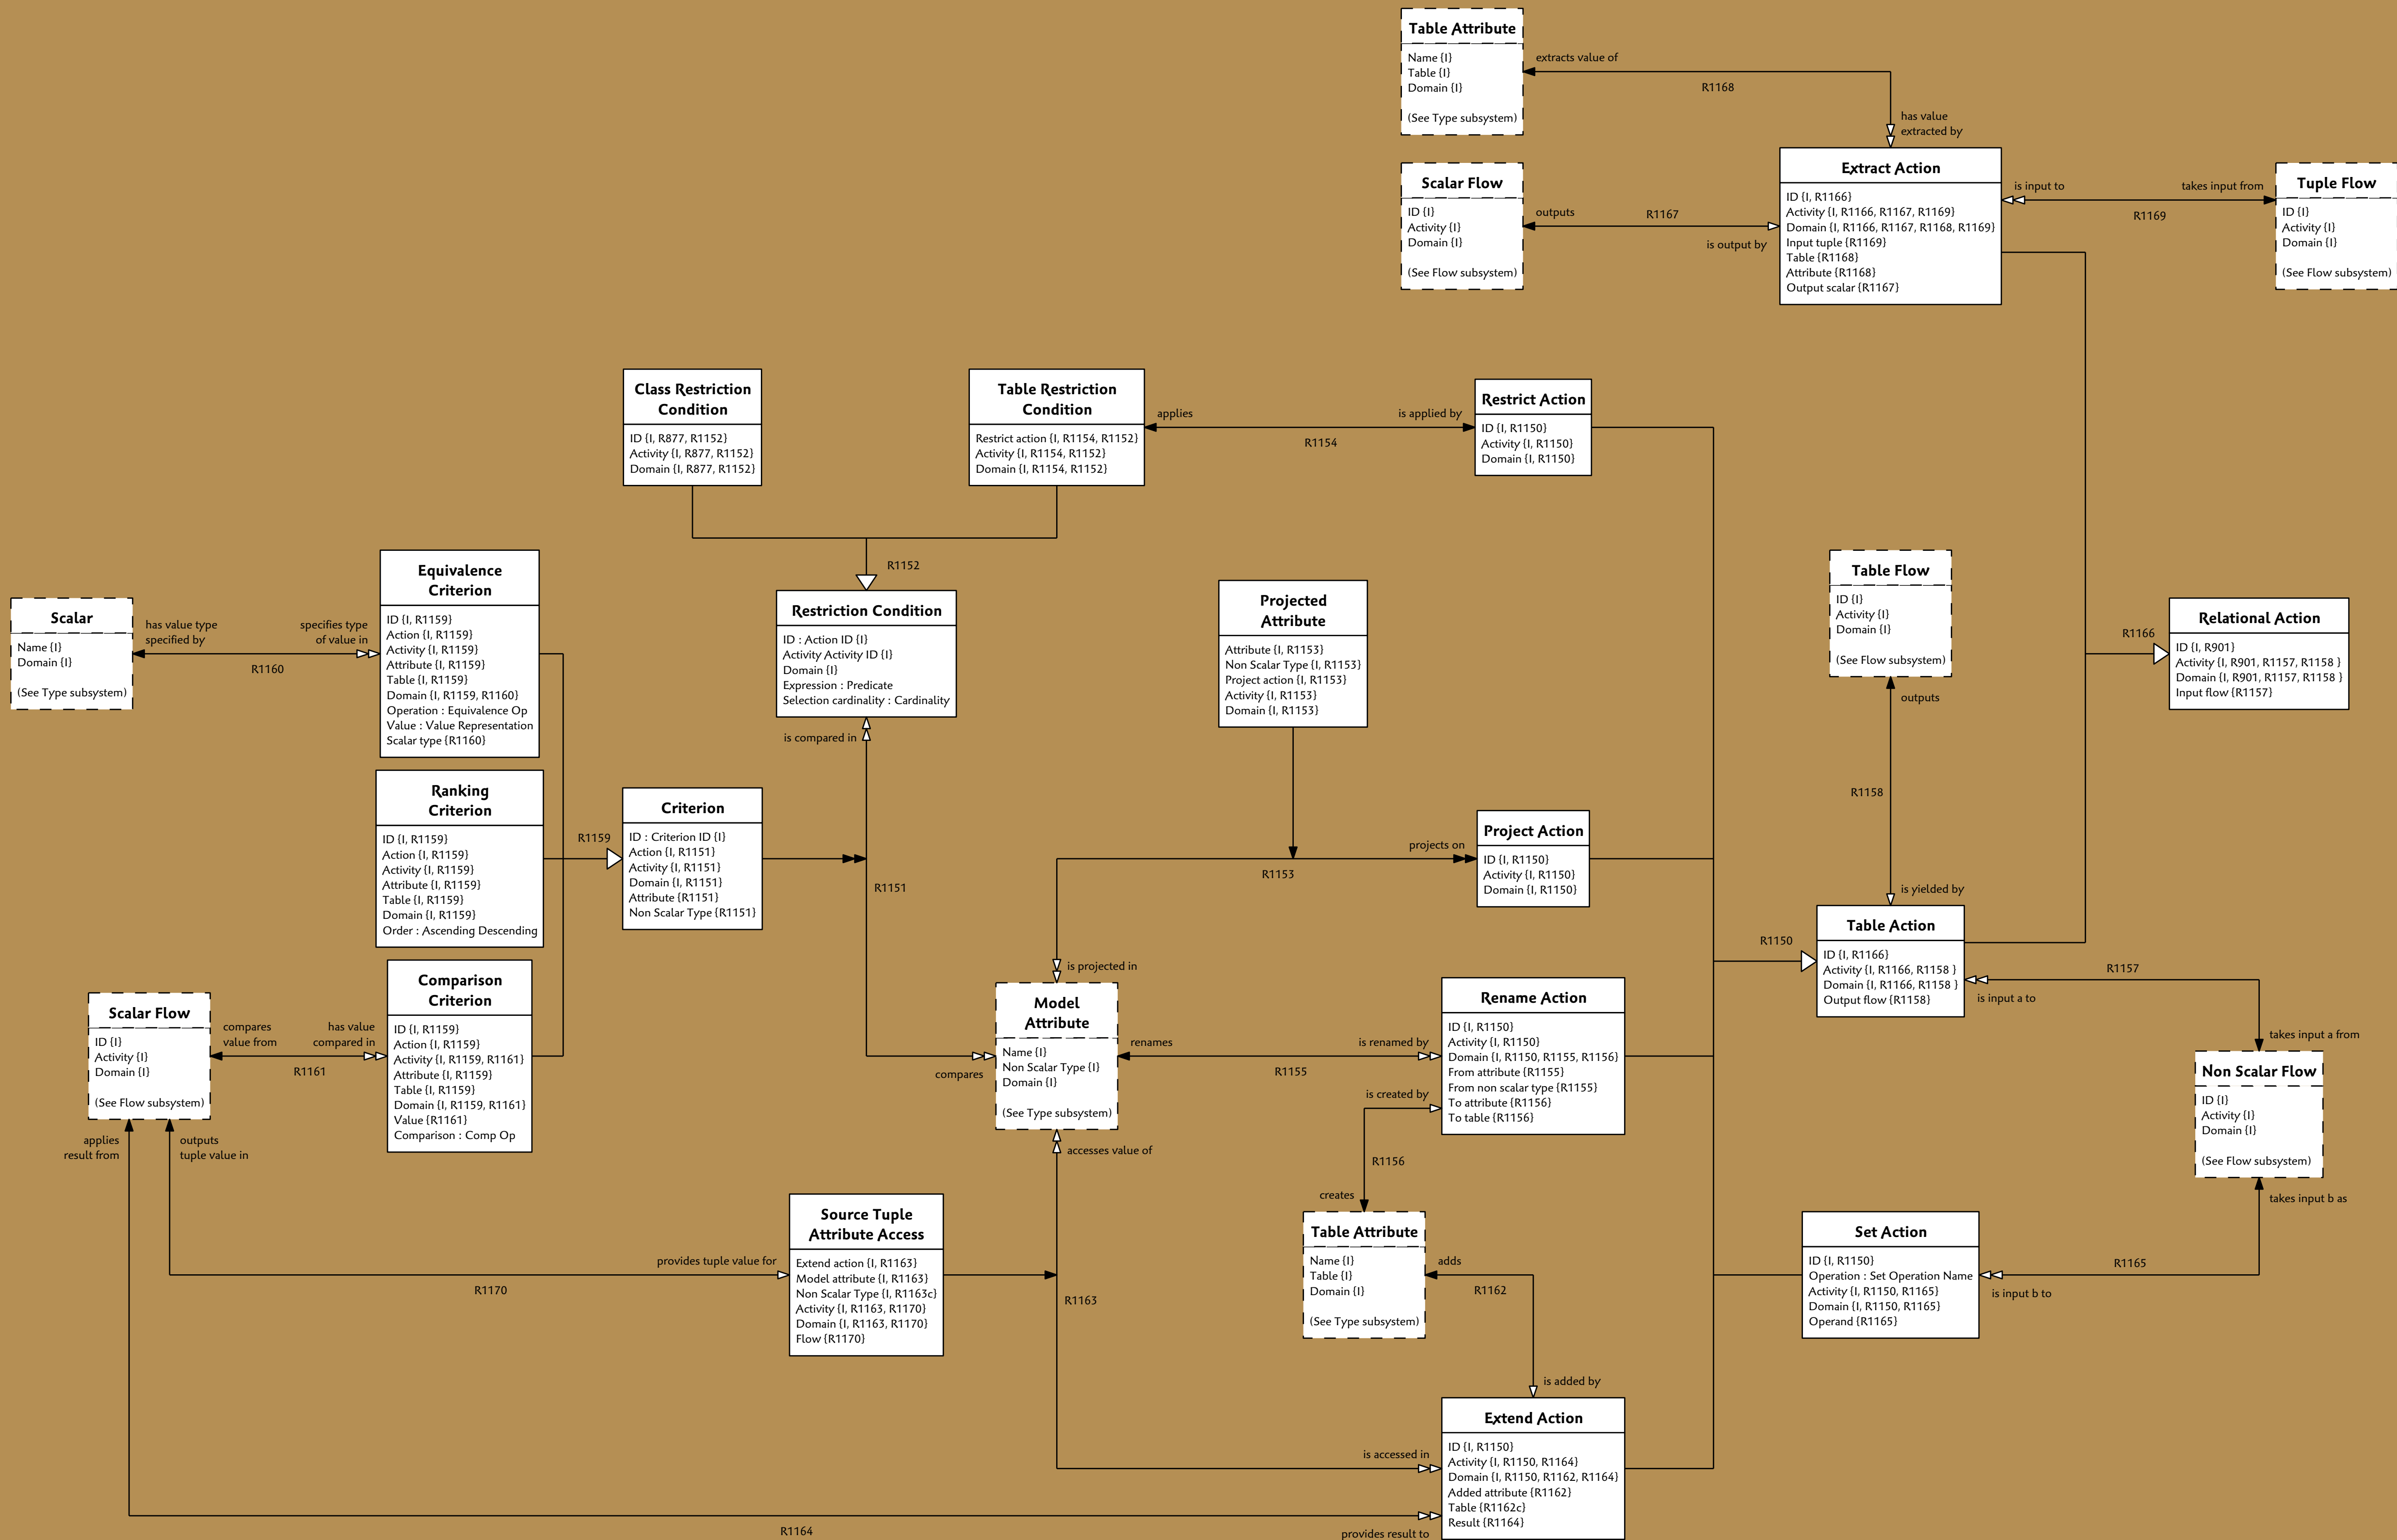 Table Attribute
Name {I}
Table {I}
Domain {I}
(See Type subsystem)
extracts value of
R1168
has value
extracted by
Scalar Flow
ID {I}
Activity {I}
Domain {I}
(See Flow subsystem)
outputs
R1167
is output by
Extract Action
ID {I, R1166}
Activity {I, R1166, R1167, R1169}
Domain {I, R1166, R1167, R1168, R1169}
Input tuple {R1169}
Table {R1168}
Attribute {R1168}
Output scalar {R1167}
is input to
takes input from
R1169
Tuple Flow
ID {I}
Activity {I}
Domain {I}
(See Flow subsystem)
Class Restriction
Condition
ID {I, R877, R1152}
Activity {I, R877, R1152}
Domain {I, R877, R1152}
Table Restriction
Condition
Restrict action {I, R1154, R1152}
Activity {I, R1154, R1152}
Domain {I, R1154, R1152}
applies
is applied by
R1154
Restrict Action
ID {I, R1150}
Activity {I, R1150}
Domain {I, R1150}
R1152
Scalar
Name {I}
Domain {I}
(See Type subsystem)
has value type
specified by
specifies type
of value in
R1160
Equivalence
Criterion
ID {I, R1159}
Action {I, R1159}
Activity {I, R1159}
Attribute {I, R1159}
Table {I, R1159}
Domain {I, R1159, R1160}
Operation : Equivalence Op
Value : Value Representation
Scalar type {R1160}
Restriction Condition
ID : Action ID {I}
Activity Activity ID {I}
Domain {I}
Expression : Predicate
Selection cardinality : Cardinality
is compared in
Projected
Attribute
Attribute {I, R1153}
Non Scalar Type {I, R1153}
Project action {I, R1153}
Activity {I, R1153}
Domain {I, R1153}
Table Flow
ID {I}
Activity {I}
Domain {I}
(See Flow subsystem)
outputs
R1158
is yielded by
R1166
Relational Action
ID {I, R901}
Activity {I, R901, R1157, R1158 }
Domain {I, R901, R1157, R1158 }
Input flow {R1157}
Ranking
Criterion
ID {I, R1159}
Action {I, R1159}
Activity {I, R1159}
Attribute {I, R1159}
Table {I, R1159}
Domain {I, R1159}
Order : Ascending Descending
R1159
Criterion
ID : Criterion ID {I}
Action {I, R1151}
Activity {I, R1151}
Domain {I, R1151}
Attribute {R1151}
Non Scalar Type {R1151}
R1151
projects on
R1153
is projected in
Project Action
ID {I, R1150}
Activity {I, R1150}
Domain {I, R1150}
R1150
Table Action
ID {I, R1166}
Activity {I, R1166, R1158 }
Domain {I, R1166, R1158 }
Output flow {R1158}
R1157
is input a to
takes input a from
Scalar Flow
ID {I}
Activity {I}
Domain {I}
(See Flow subsystem)
compares
value from
has value
compared in
R1161
Comparison
Criterion
ID {I, R1159}
Action {I, R1159}
Activity {I, R1159, R1161}
Attribute {I, R1159}
Table {I, R1159}
Domain {I, R1159, R1161}
Value {R1161}
Comparison : Comp Op
compares
Model
Attribute
Name {I}
Non Scalar Type {I}
Domain {I}
(See Type subsystem)
renames
is renamed by
R1155
Rename Action
ID {I, R1150}
Activity {I, R1150}
Domain {I, R1150, R1155, R1156}
From attribute {R1155}
From non scalar type {R1155}
To attribute {R1156}
To table {R1156}
is created by
R1156
creates
Non Scalar Flow
ID {I}
Activity {I}
Domain {I}
(See Flow subsystem)
takes input b as
applies
result from
outputs
tuple value in
accesses value of
provides tuple value for
R1170
Source Tuple
Attribute Access
Extend action {I, R1163}
Model attribute {I, R1163}
Non Scalar Type {I, R1163c}
Activity {I, R1163, R1170}
Domain {I, R1163, R1170}
Flow {R1170}
R1163
Table Attribute
Name {I}
Table {I}
Domain {I}
(See Type subsystem)
adds
R1162
is added by
Set Action
ID {I, R1150}
Operation : Set Operation Name
Activity {I, R1150, R1165}
Domain {I, R1150, R1165}
Operand {R1165}
R1165
is input b to
Extend Action
ID {I, R1150}
Activity {I, R1150, R1164}
Domain {I, R1150, R1162, R1164}
Added attribute {R1162}
Table {R1162c}
Result {R1164}
is accessed in
R1164
provides result to